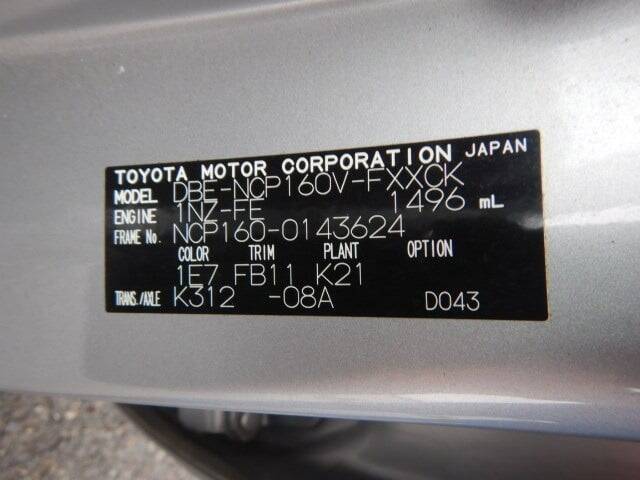 TOYOTA MOTOR CORPORATION JAPAN
MODEL DBE-NCP160V-FXXCK
ENGINE 1NZ-FE 1496 mL
FRAME No. NCP160-0143624
COLOR TRIM PLANT OPTION
1E7 FB11 K21
TRANS./AXLE K312 -08A D043